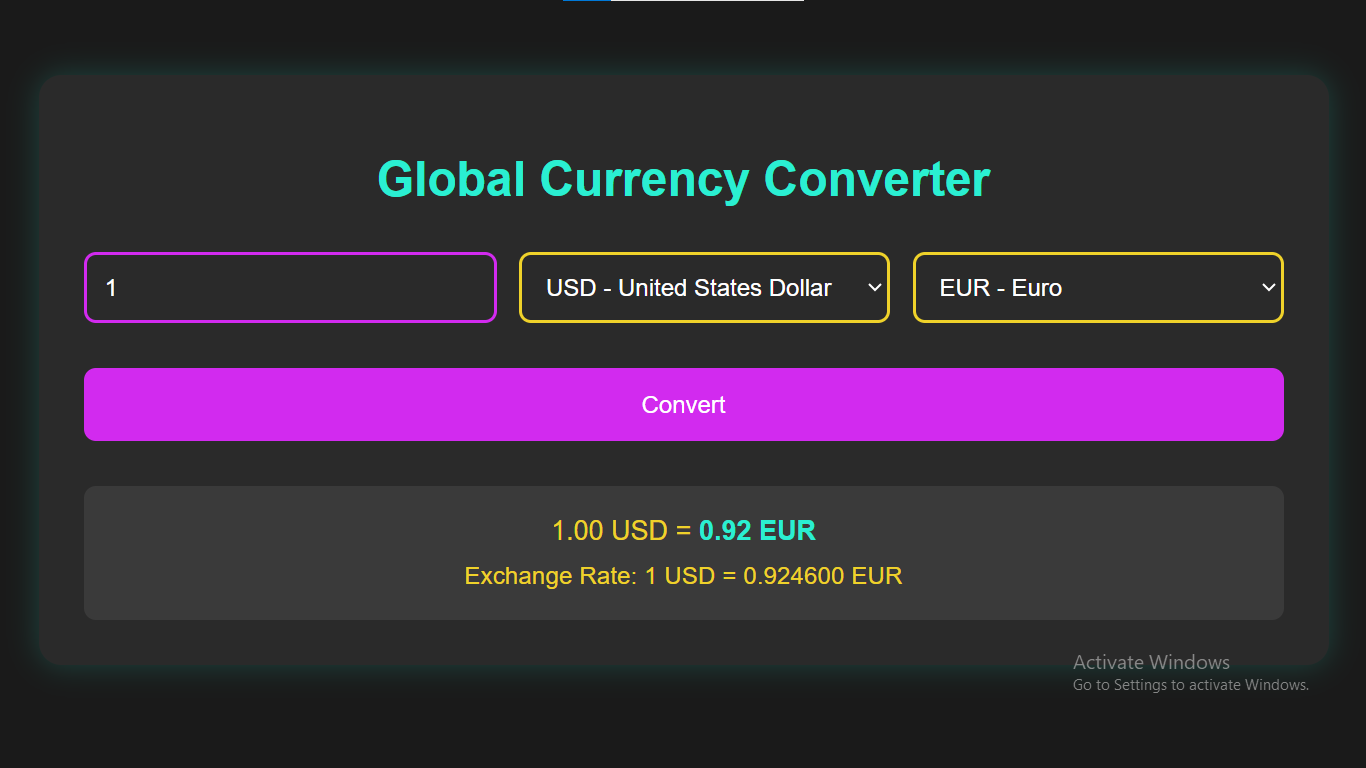 Global Currency Converter
1
USD - United States Dollar
EUR - Euro
Convert
1.00 USD = 0.92 EUR
Exchange Rate: 1 USD = 0.924600 EUR
Activate Windows
Go to Settings to activate Windows.